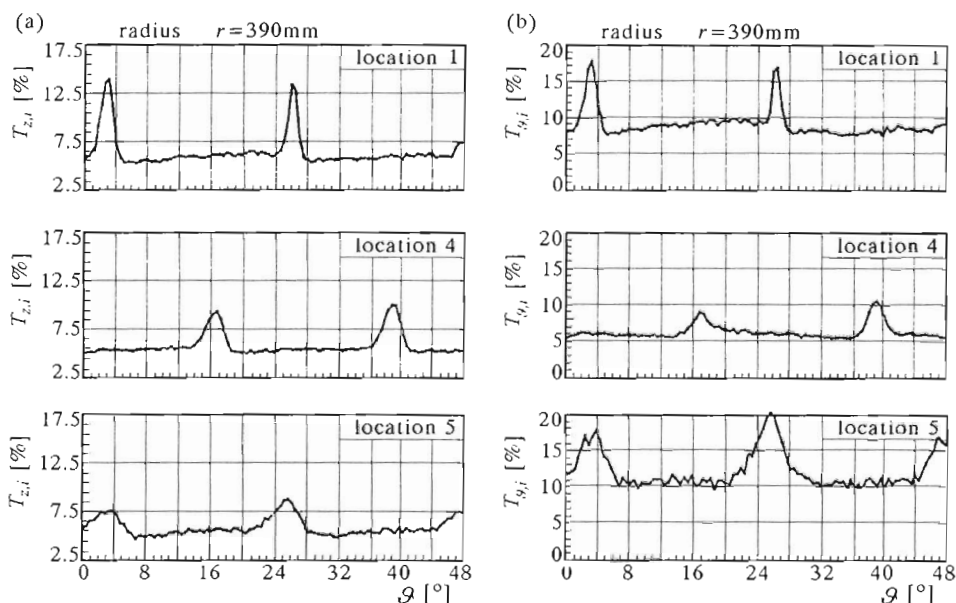 (a)
radius r=390mm
location 1
T_{z,i} [%]
17.5
12.5
7.5
2.5
location 4
T_{z,i} [%]
17.5
12.5
7.5
2.5
location 5
T_{z,i} [%]
17.5
12.5
7.5
2.5
0 16 24 32 40 48
ϑ [°]
(b)
radius r=390mm
location 1
T_{ϑ,i} [%]
20
15
10
5
0
location 4
T_{ϑ,i} [%]
20
15
10
5
0
location 5
T_{ϑ,i} [%]
20
15
10
5
0
0 8 16 24 32 40 48
ϑ [°]